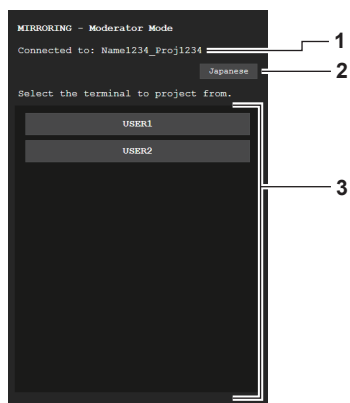 MIRRORING - Moderator Mode
1
Connected to: Name1234_Proj1234
Japanese
2
Select the terminal to project from.
USER1
USER2
3